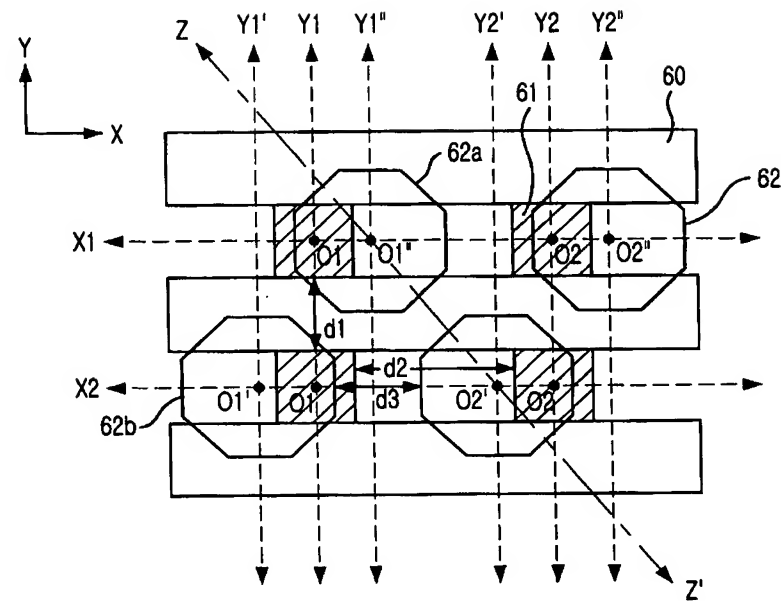 Z Y1' Y1 Y1" Y2' Y2 Y2"
Y
X
61
60
62a
62
X1
O1 O1" O2 O2"
d1
X2
d2
O1' O1 d3 O2' O2
62b
Z'